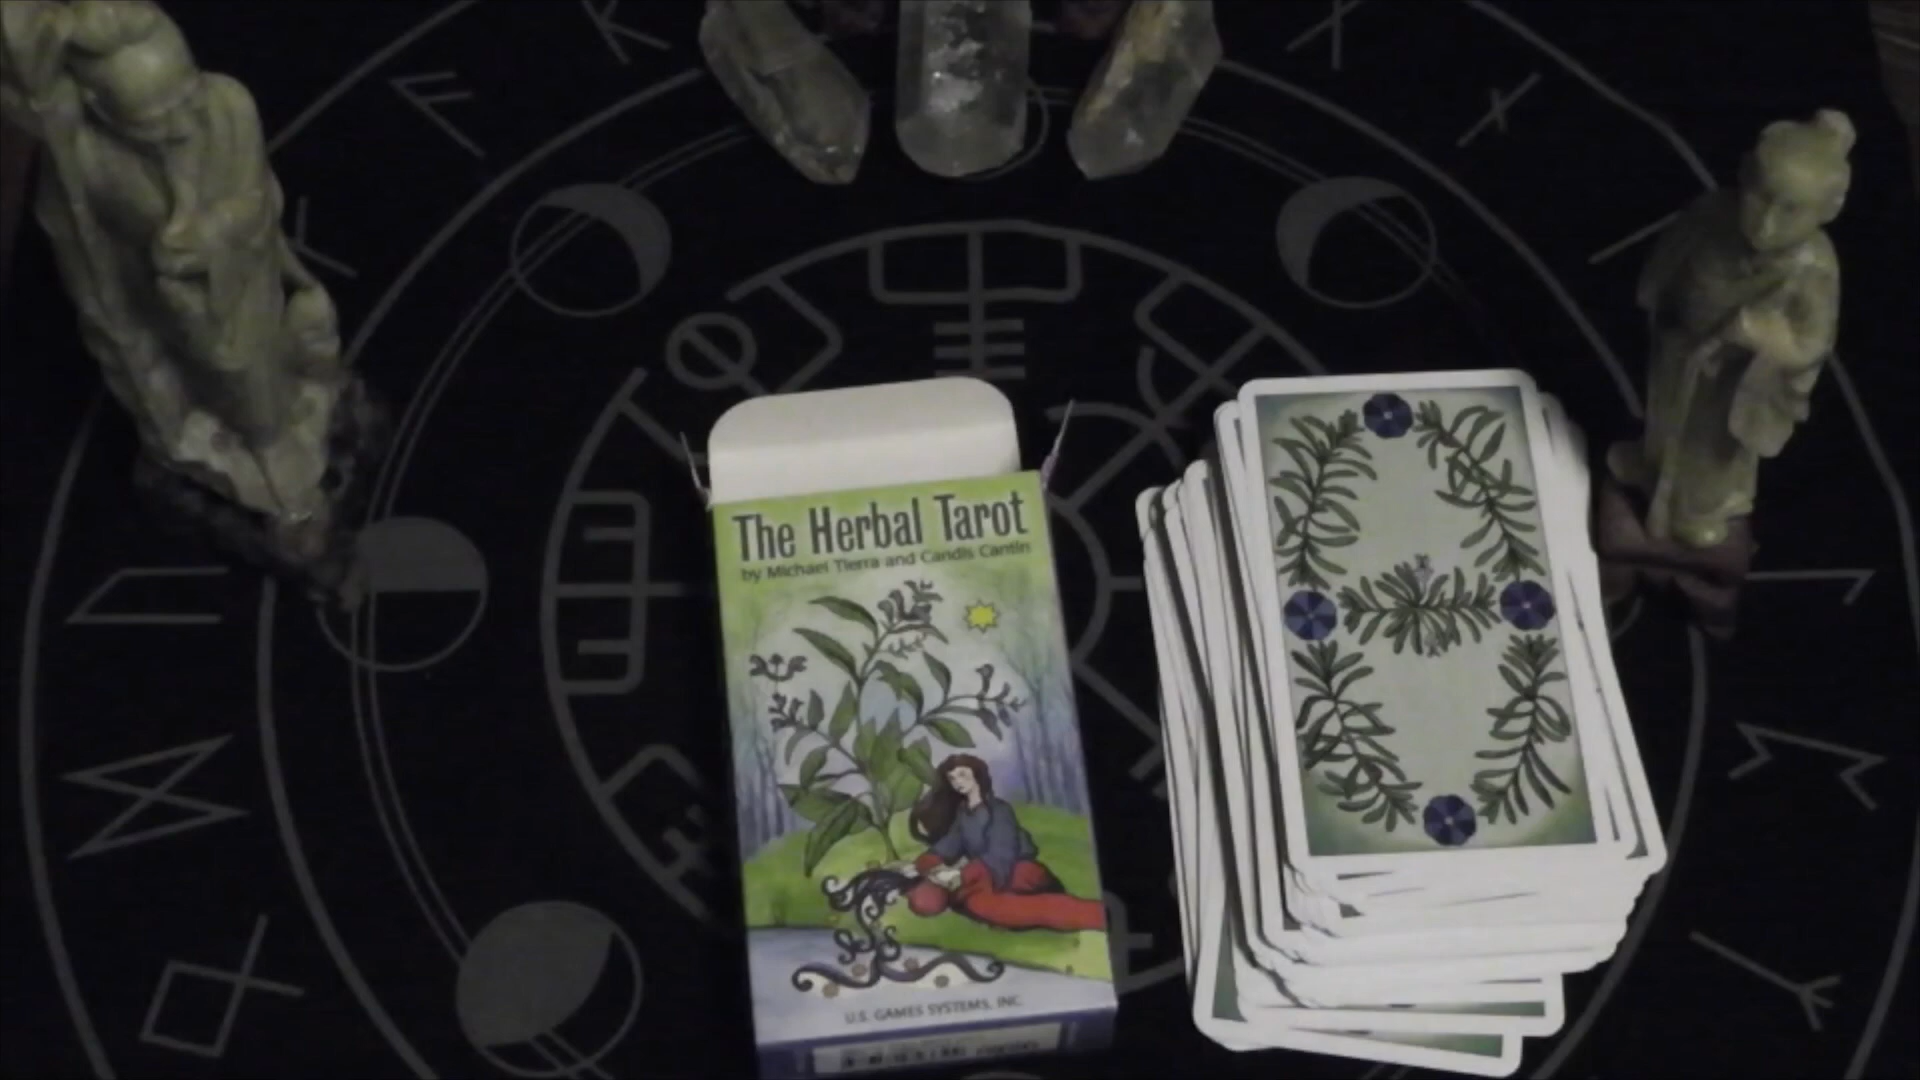 The Herbal Tarot
by Michael Tierra and Candis Cantin
U.S. GAMES SYSTEMS, INC.